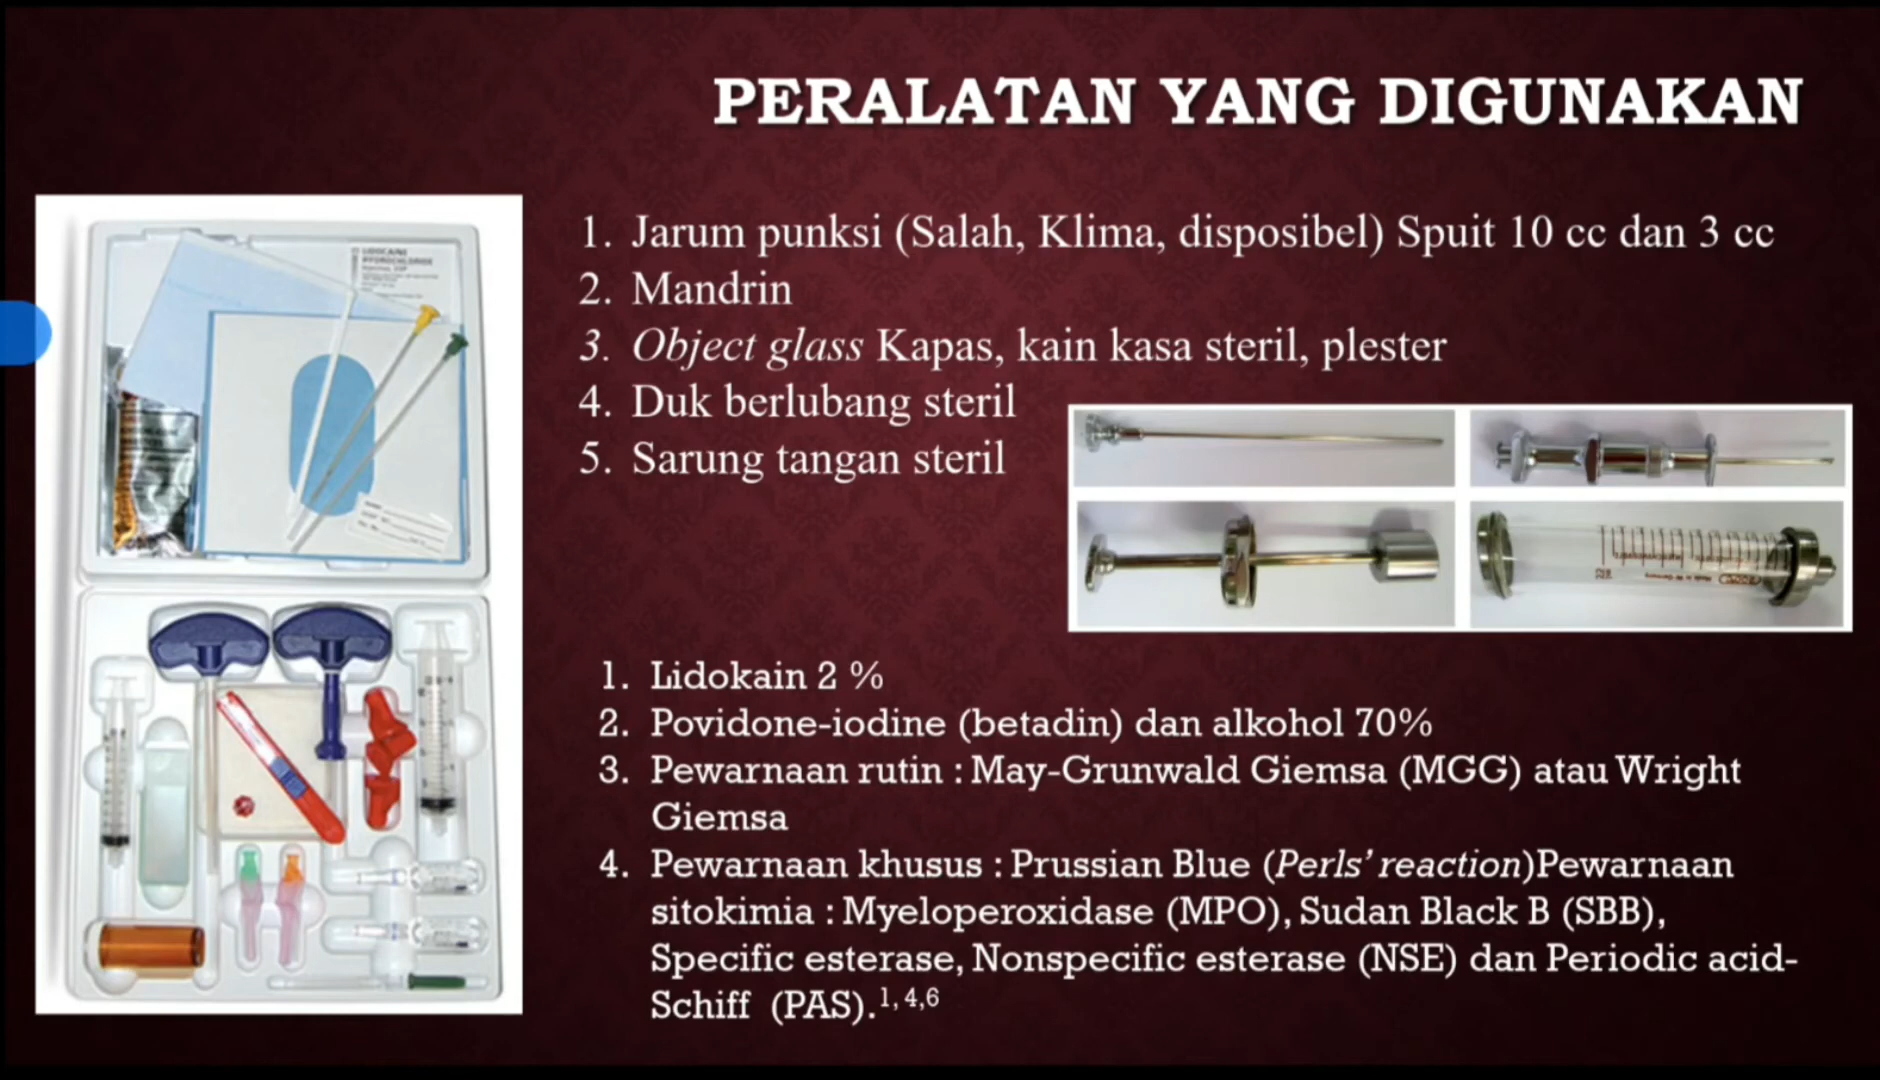 PERALATAN YANG DIGUNAKAN
LIDOCAINE
HYDROCHLORIDE
1. Jarum punksi (Salah, Klima, disposibel) Spuit 10 cc dan 3 cc
2. Mandrin
3. Object glass Kapas, kain kasa steril, plester
4. Duk berlubang steril
5. Sarung tangan steril
1. Lidokain 2 %
2. Povidone-iodine (betadin) dan alkohol 70%
3. Pewarnaan rutin : May-Grunwald Giemsa (MGG) atau Wright
Giemsa
4. Pewarnaan khusus : Prussian Blue (Perls’ reaction)Pewarnaan
sitokimia : Myeloperoxidase (MPO), Sudan Black B (SBB),
Specific esterase, Nonspecific esterase (NSE) dan Periodic acid-
Schiff (PAS).1, 4,6